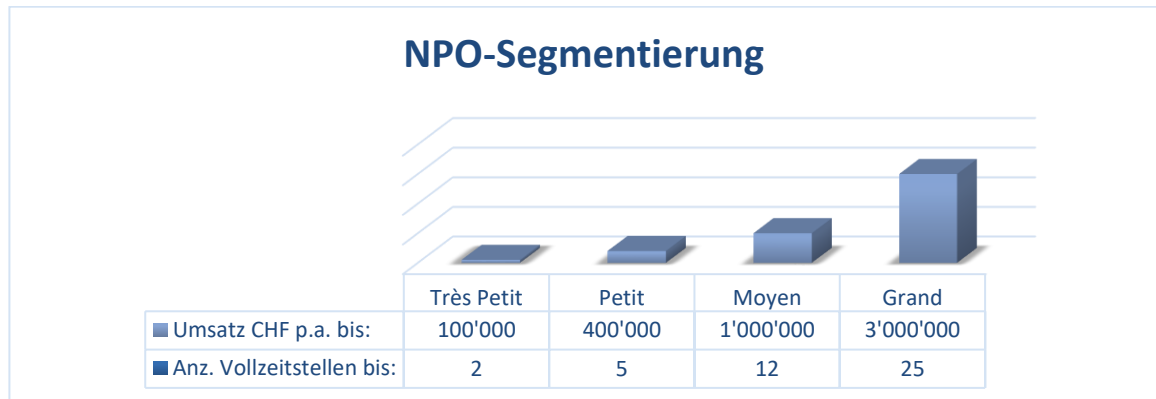 NPO-Segmentierung
Très Petit Petit Moyen Grand
Umsatz CHF p.a. bis: 100'000 400'000 1'000'000 3'000'000
Anz. Vollzeitstellen bis: 2 5 12 25